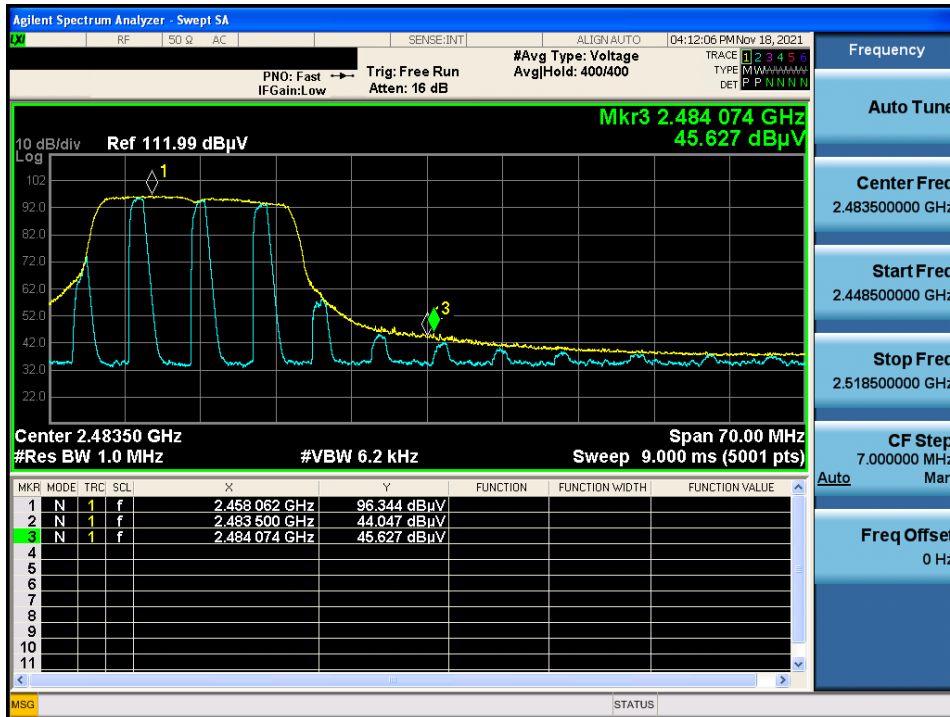 Agilent Spectrum Analyzer - Swept SA
LXI RF 50 Ω AC SENSE:INT ALIGN AUTO 04:12:06 PM Nov 18, 2021
PNO: Fast Trig: Free Run #Avg Type: Voltage TRACE 1 2 3 4 5 6
IFGain:Low Atten: 16 dB Avg|Hold: 400/400 TYPE MWWWWW
DET P P N N N N
Mkr3 2.484 074 GHz
45.627 dBµV
10 dB/div Ref 111.99 dBµV
Log
102
92.0
82.0
72.0
62.0
52.0
42.0
32.0
22.0
1
3
Center 2.48350 GHz Span 70.00 MHz
#Res BW 1.0 MHz #VBW 6.2 kHz Sweep 9.000 ms (5001 pts)
MKR MODE TRC SCL X Y FUNCTION FUNCTION WIDTH FUNCTION VALUE
1 N 1 f 2.458 062 GHz 96.344 dBµV
2 N 1 f 2.483 500 GHz 44.047 dBµV
3 N 1 f 2.484 074 GHz 45.627 dBµV
4
5
6
7
8
9
10
11
MSG STATUS
Frequency
Auto Tune
Center Freq
2.483500000 GHz
Start Freq
2.448500000 GHz
Stop Freq
2.518500000 GHz
CF Step
7.000000 MHz
Auto Man
Freq Offset
0 Hz